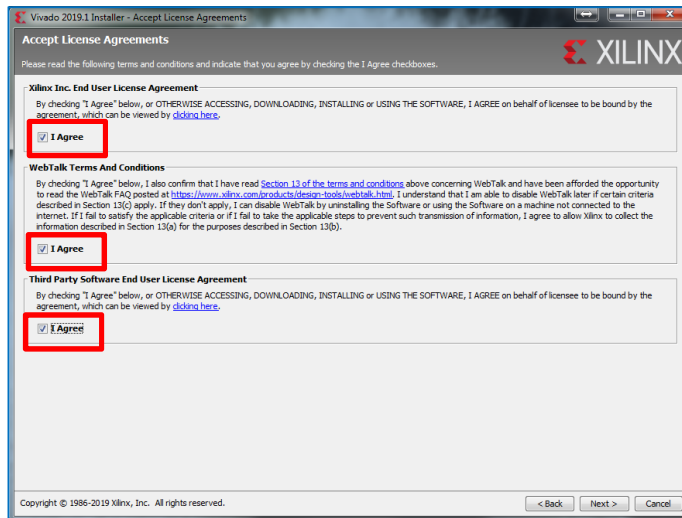 Vivado 2019.1 Installer - Accept License Agreements
Accept License Agreements
Please read the following terms and conditions and indicate that you agree by checking the I Agree checkboxes.
XILINX
Xilinx Inc. End User License Agreement
By checking "I Agree" below, or OTHERWISE ACCESSING, DOWNLOADING, INSTALLING or USING THE SOFTWARE, I AGREE on behalf of licensee to be bound by the
agreement, which can be viewed by clicking here.
I Agree
WebTalk Terms And Conditions
By checking "I Agree" below, I also confirm that I have read Section 13 of the terms and conditions above concerning WebTalk and have been afforded the opportunity
to read the WebTalk FAQ posted at https://www.xilinx.com/products/design-tools/webtalk.html. I understand that I am able to disable WebTalk later if certain criteria
described in Section 13(c) apply. If they don't apply, I can disable WebTalk by uninstalling the Software or using the Software on a machine not connected to the
internet. If I fail to satisfy the applicable criteria or if I fail to take the applicable steps to prevent such transmission of information, I agree to allow Xilinx to collect the
information described in Section 13(a) for the purposes described in Section 13(b).
I Agree
Third Party Software End User License Agreement
By checking "I Agree" below, or OTHERWISE ACCESSING, DOWNLOADING, INSTALLING or USING THE SOFTWARE, I AGREE on behalf of licensee to be bound by the
agreement, which can be viewed by clicking here.
I Agree
Copyright © 1986-2019 Xilinx, Inc. All rights reserved.
< Back Next > Cancel